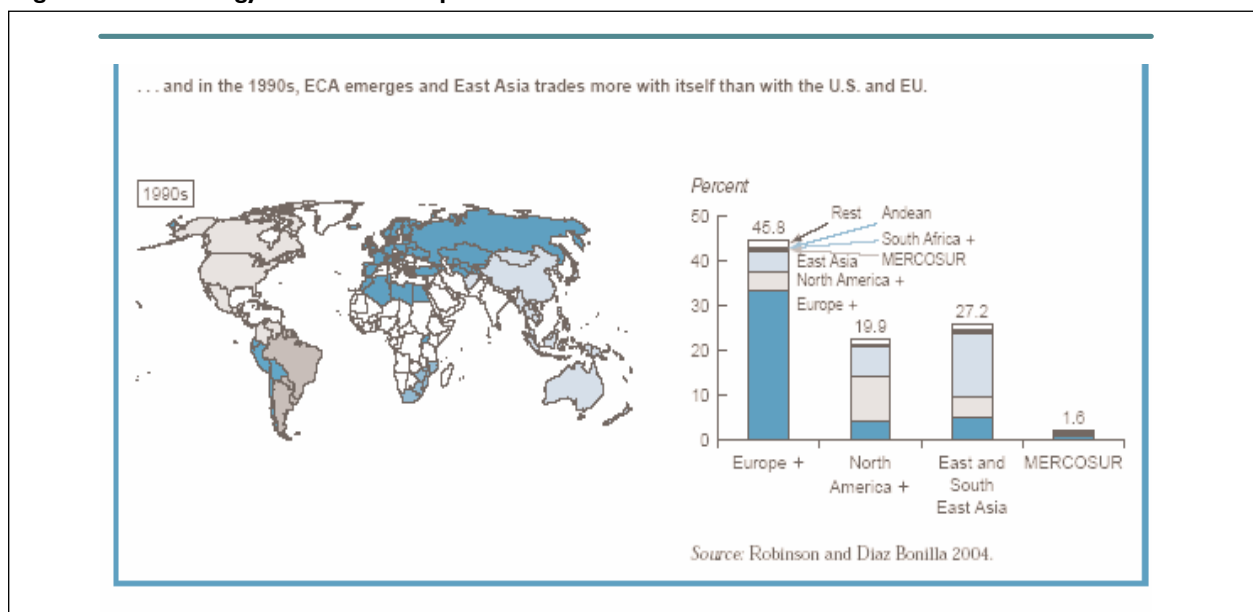 . . . and in the 1990s, ECA emerges and East Asia trades more with itself than with the U.S. and EU.
1990s
Percent
50
40
30
20
10
0
45.8
Rest
Andean
South Africa +
MERCOSUR
East Asia
North America +
Europe +
19.9
27.2
1.6
Europe +
North
America +
East and
South
East Asia
MERCOSUR
Source: Robinson and Diaz Bonilla 2004.